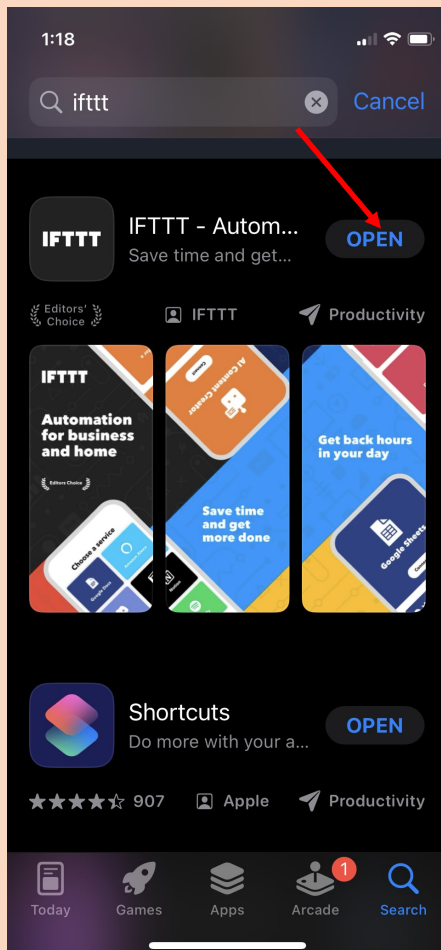 1:18
ifttt
Cancel
IFTTT
IFTTT - Autom...
Save time and get...
OPEN
Editors'
Choice
IFTTT
Productivity
IFTTT
Automation
for business
and home
Editors Choice
Choose a service
Google Docs
AI Content
Creator
Save time
and get
more done
Get back hours
in your day
Google Sheets
Shortcuts
Do more with your a...
OPEN
907
Apple
Productivity
1
Today
Games
Apps
Arcade
Search